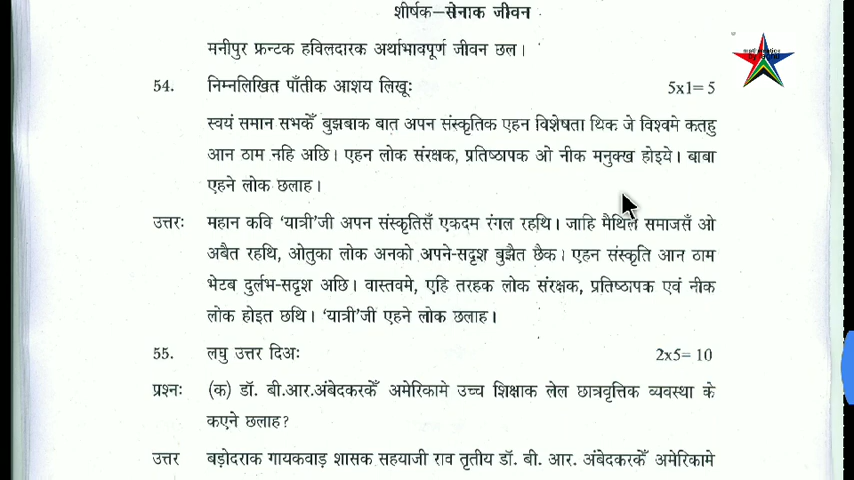 शीर्षक–सेनाक जीवन
मनीपुर फ्रन्टक हविलदारक अर्थाभावपूर्ण जीवन छल।
54. निम्नलिखित पाँतीक आशय लिखूः 5x1= 5
स्वयं समान सभकेँ बुझबाक बात अपन संस्कृतिक एहन विशेषता थिक जे विश्वमे कतहु
आन ठाम नहि अछि। एहन लोक संरक्षक, प्रतिष्ठापक ओ नीक मनुक्ख होइये। बाबा
एहने लोक छलाह।
उत्तरः महान कवि 'यात्री'जी अपन संस्कृतिसँ एकदम रंगल रहथि। जाहि मैथिल समाजसँ ओ
अबैत रहथि, ओतुका लोक अनको अपने-सदृश बुझैत छैक। एहन संस्कृति आन ठाम
भेटब दुर्लभ-सदृश अछि। वास्तवमे, एहि तरहक लोक संरक्षक, प्रतिष्ठापक एवं नीक
लोक होइत छथि। 'यात्री'जी एहने लोक छलाह।
55. लघु उत्तर दिअः 2x5= 10
प्रश्नः (क) डॉ. बी.आर.अंबेदकरकेँ अमेरिकामे उच्च शिक्षाक लेल छात्रवृत्तिक व्यवस्था के
कएने छलाह?
उत्तर बड़ोदराक गायकवाड़ शासक सहयाजी राव तृतीय डॉ. बी. आर. अंबेदकरकेँ अमेरिकामे